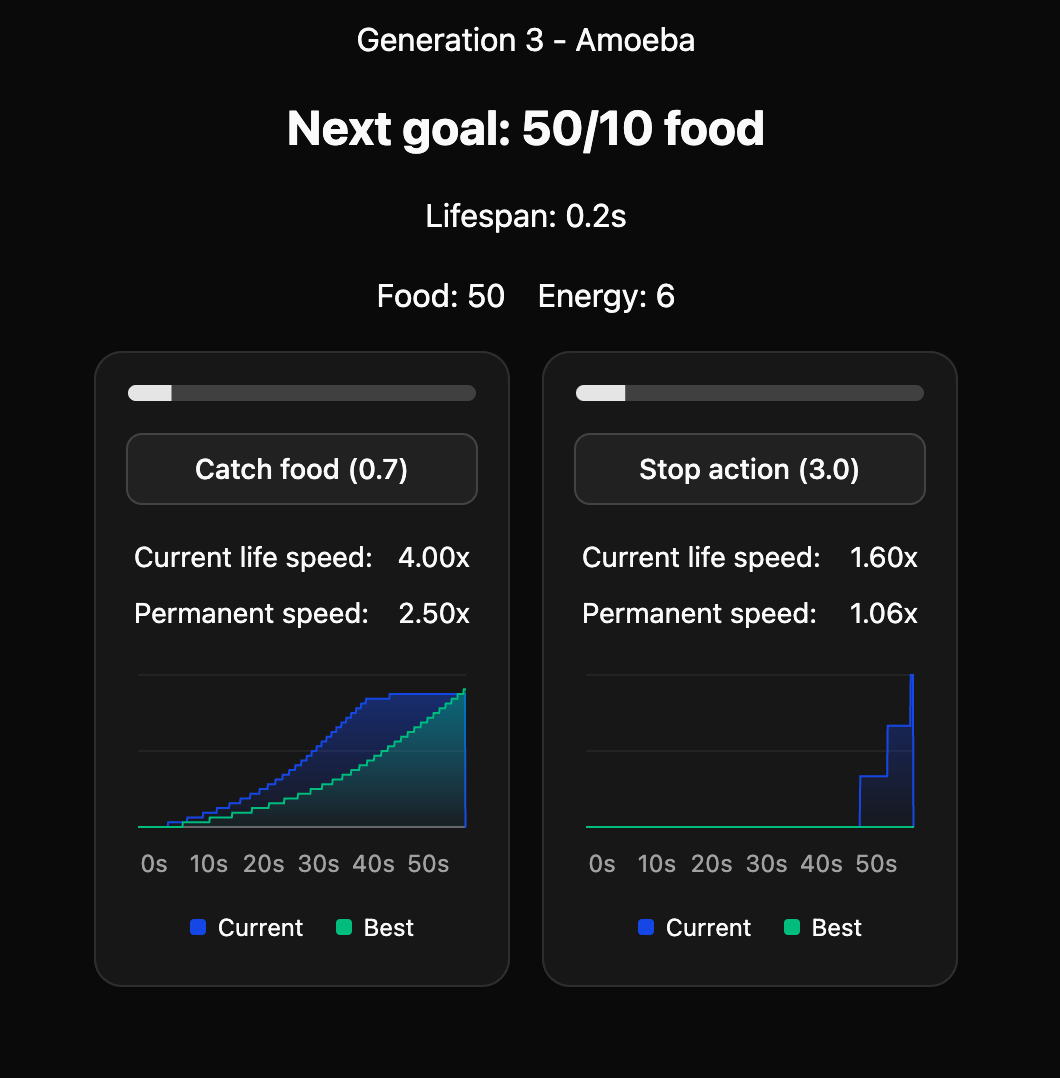 Generation 3 - Amoeba
Next goal: 50/10 food
Lifespan: 0.2s
Food: 50 Energy: 6
Catch food (0.7)
Current life speed: 4.00x
Permanent speed: 2.50x
0s 10s 20s 30s 40s 50s
Current Best
Stop action (3.0)
Current life speed: 1.60x
Permanent speed: 1.06x
0s 10s 20s 30s 40s 50s
Current Best